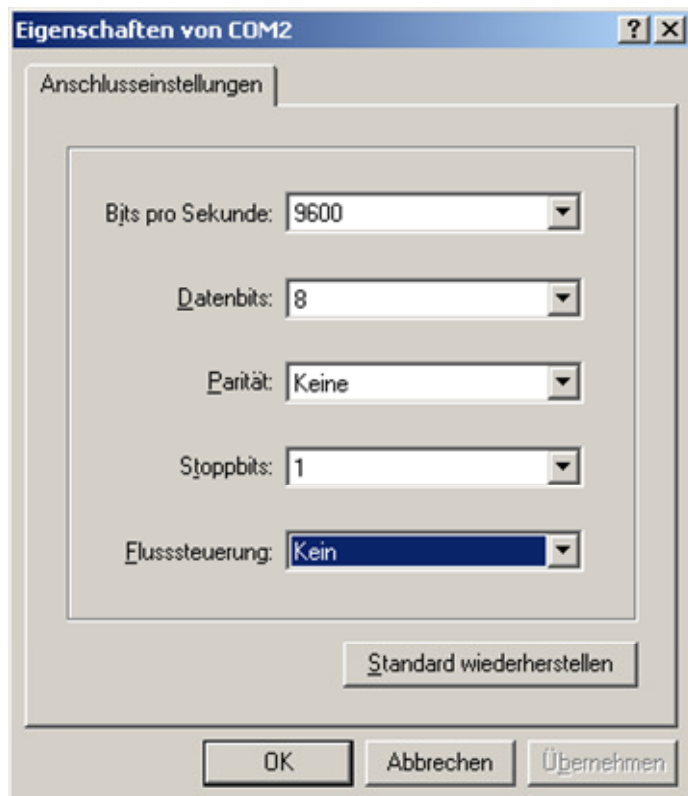 Eigenschaften von COM2
Anschlusseinstellungen
Bits pro Sekunde: 9600
Datenbits: 8
Parität: Keine
Stoppbits: 1
Flusssteuerung: Kein
Standard wiederherstellen
OK Abbrechen Übernehmen